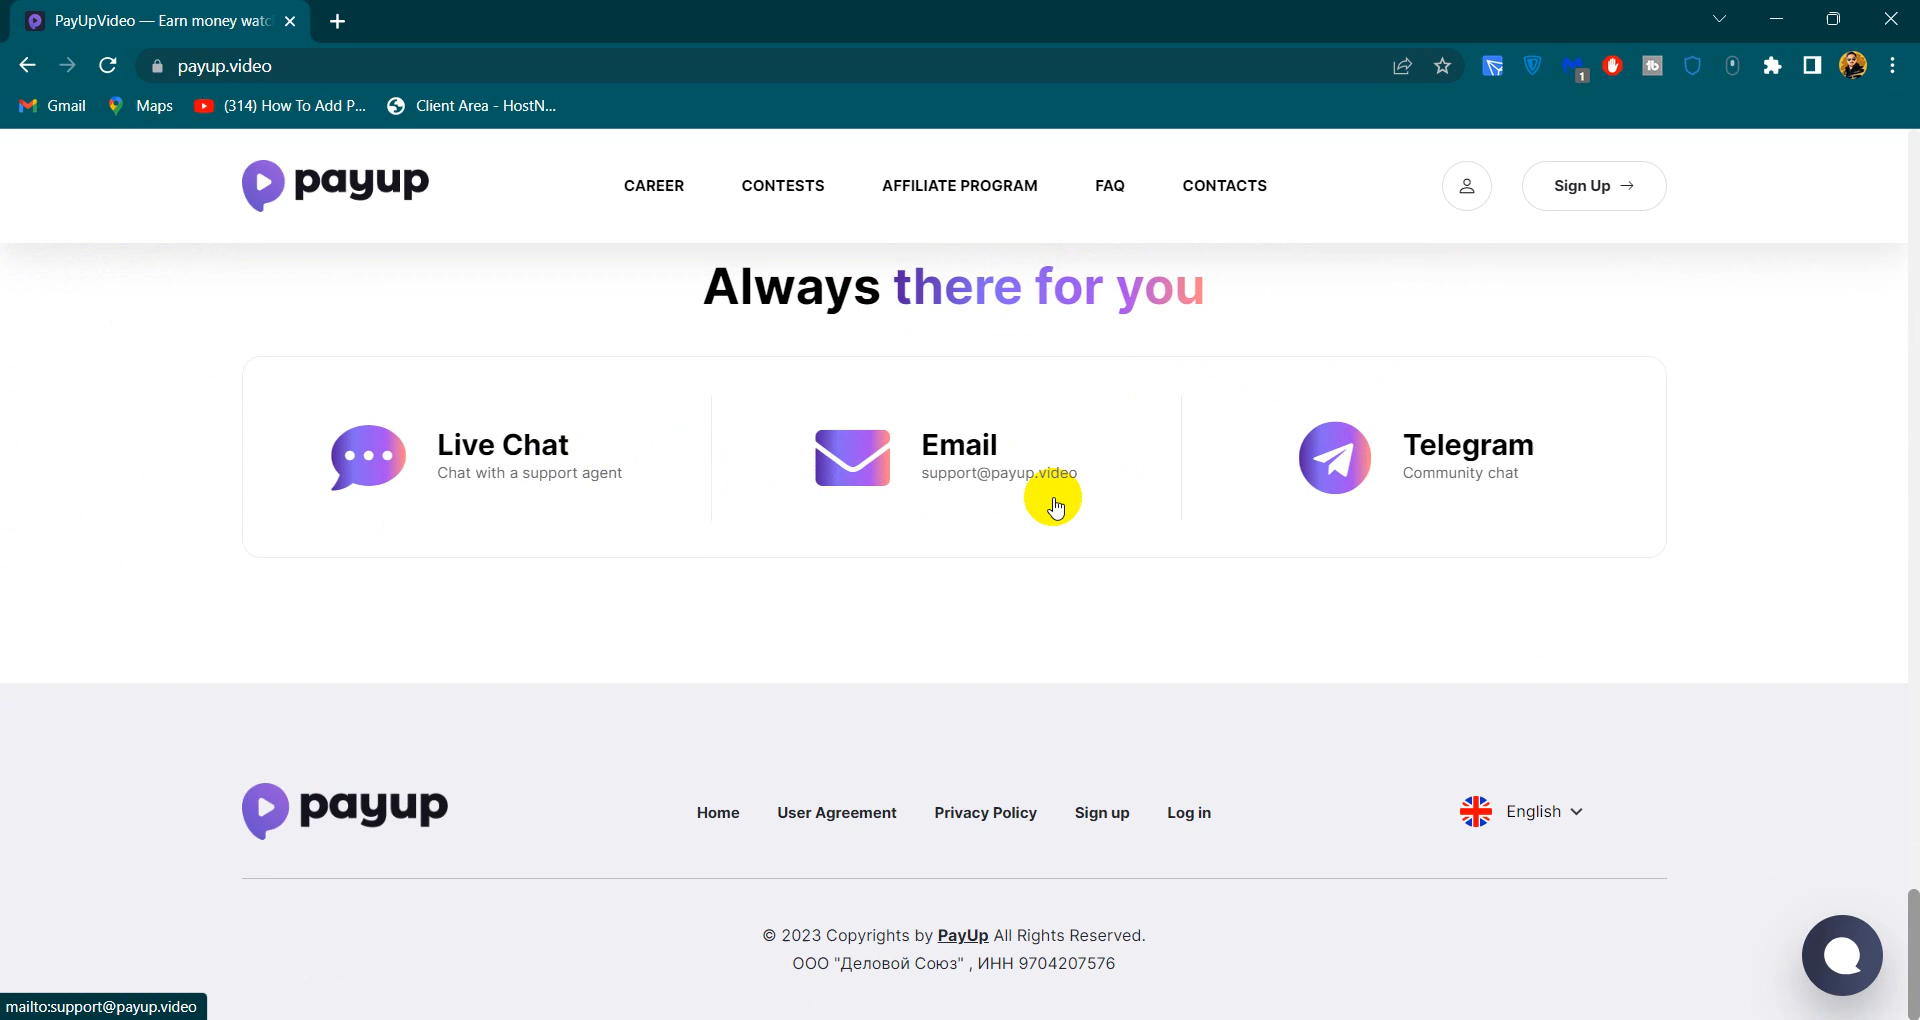 PayUpVideo — Earn money watc
payup.video
1
Gmail
Maps
(314) How To Add P...
Client Area - HostN...
payup
CAREER
CONTESTS
AFFILIATE PROGRAM
FAQ
CONTACTS
Sign Up →
Always there for you
Live Chat
Chat with a support agent
Email
support@payup.video
Telegram
Community chat
payup
Home
User Agreement
Privacy Policy
Sign up
Log in
English
© 2023 Copyrights by PayUp All Rights Reserved.
ООО "Деловой Союз" , ИНН 9704207576
mailto:support@payup.video